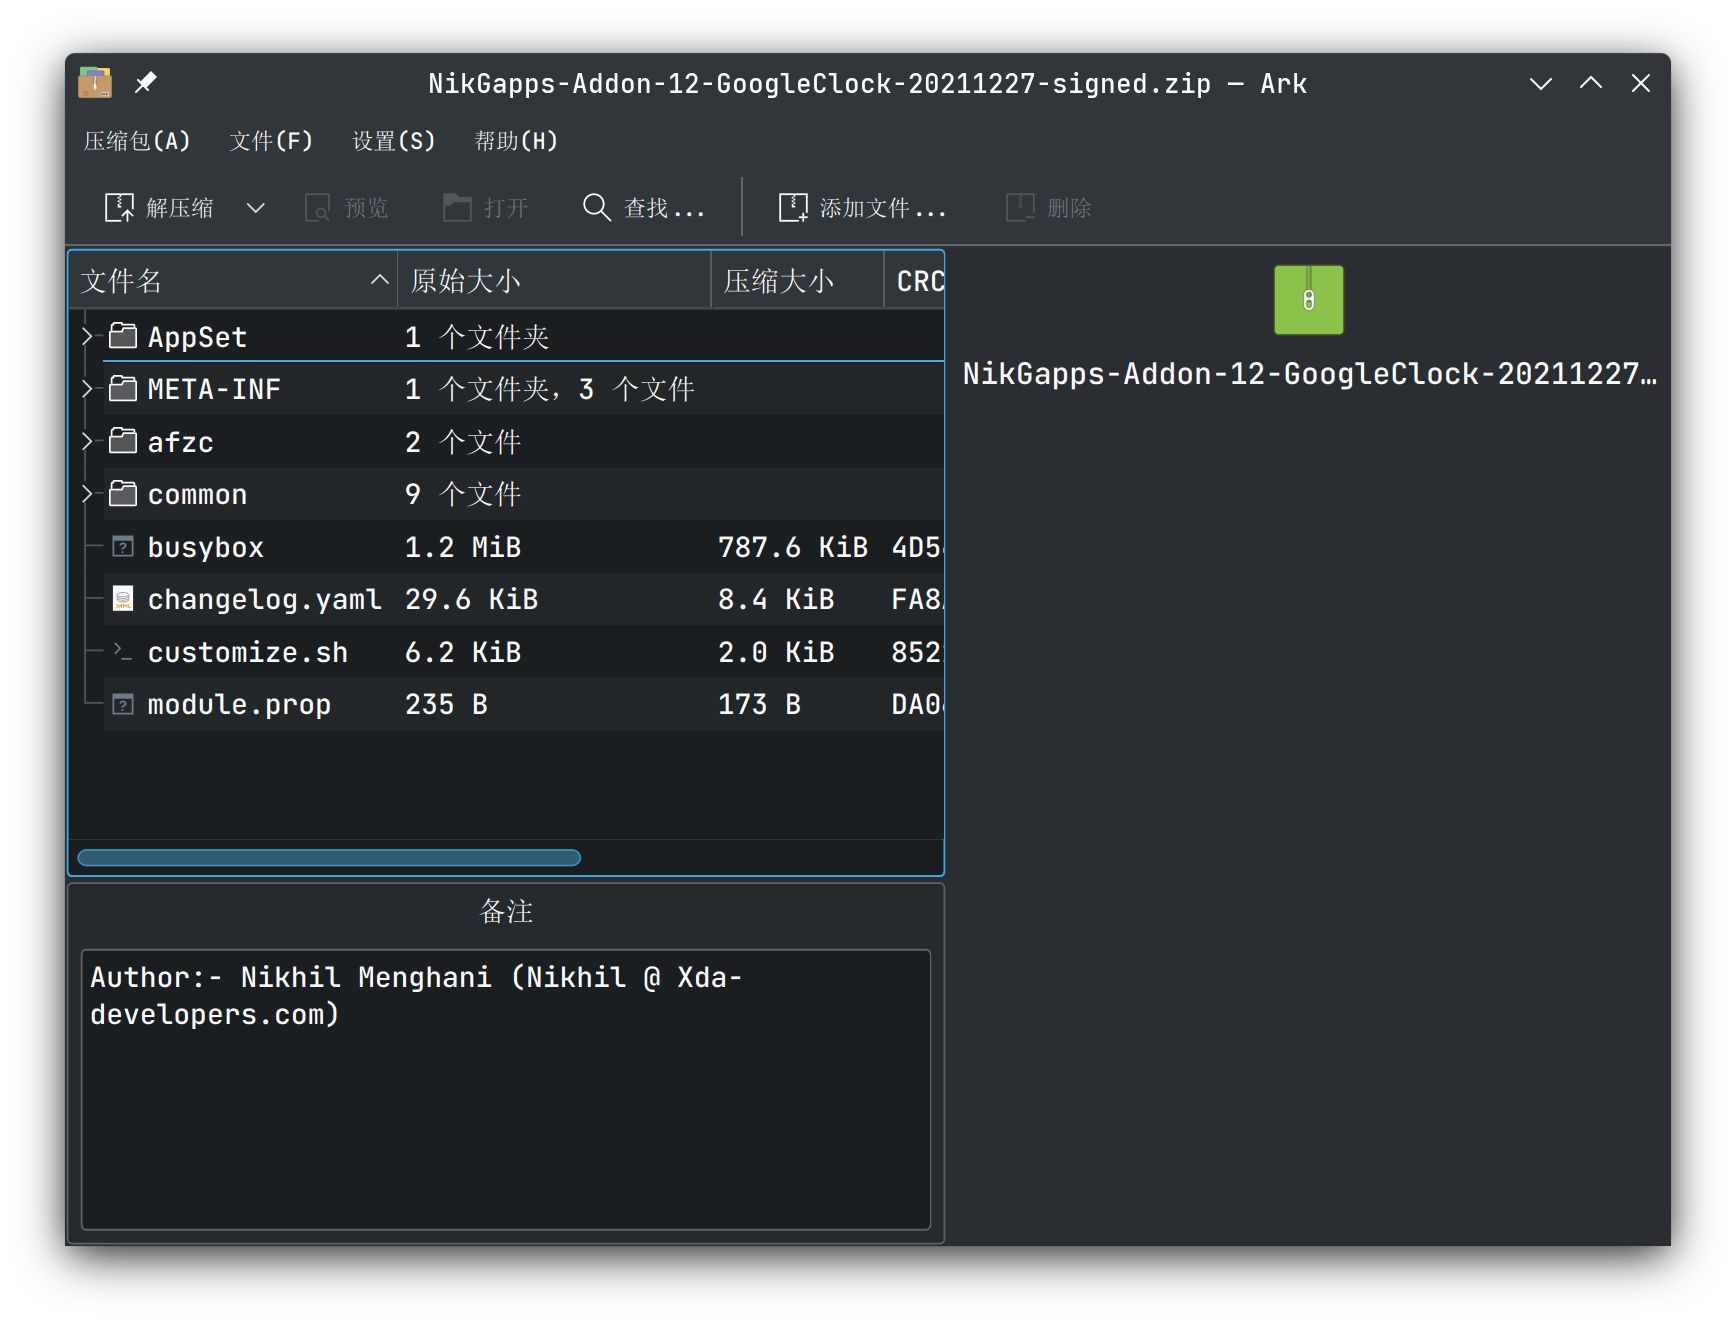 NikGapps-Addon-12-GoogleClock-20211227-signed.zip — Ark
压缩包(A) 文件(F) 设置(S) 帮助(H)
解压缩 预览 打开 查找... 添加文件... 删除
文件名 原始大小 压缩大小 CRC
AppSet 1 个文件夹
META-INF 1 个文件夹，3 个文件
afzc 2 个文件
common 9 个文件
busybox 1.2 MiB 787.6 KiB 4D5
changelog.yaml 29.6 KiB 8.4 KiB FA8
customize.sh 6.2 KiB 2.0 KiB 852
module.prop 235 B 173 B DA0
NikGapps-Addon-12-GoogleClock-20211227…
备注
Author:- Nikhil Menghani (Nikhil @ Xda-
developers.com)